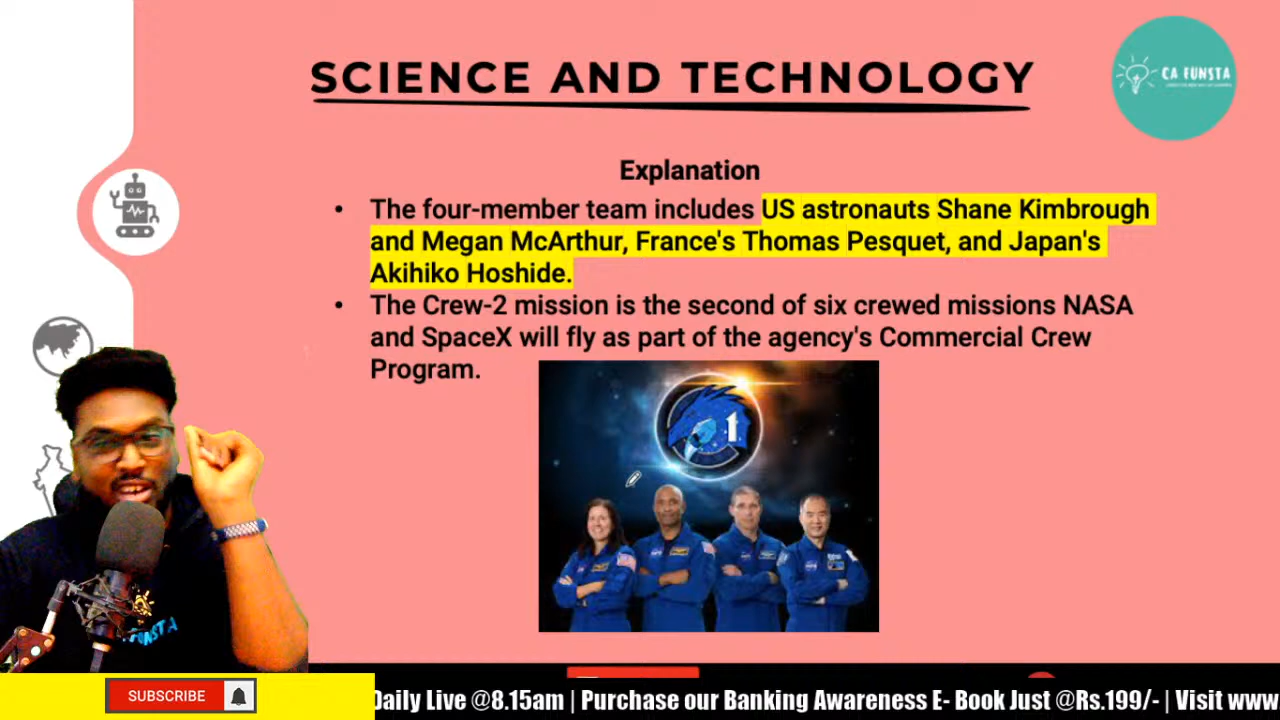 SCIENCE AND TECHNOLOGY
CA FUNSTA
Explanation
• The four-member team includes US astronauts Shane Kimbrough
and Megan McArthur, France's Thomas Pesquet, and Japan's
Akihiko Hoshide.
• The Crew-2 mission is the second of six crewed missions NASA
and SpaceX will fly as part of the agency's Commercial Crew
Program.
1
SUBSCRIBE
Daily Live @8.15am | Purchase our Banking Awareness E- Book Just @Rs.199/- | Visit www